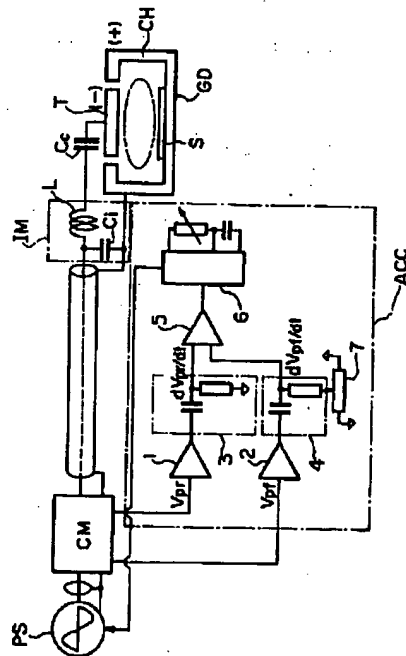 PS
CM
IM
L
Ci
Cc
T
(-)
(+)
CH
GD
S
Vpr
Vpf
1
2
3
4
dVpr/dt
dVpf/dt
5
6
7
ACC